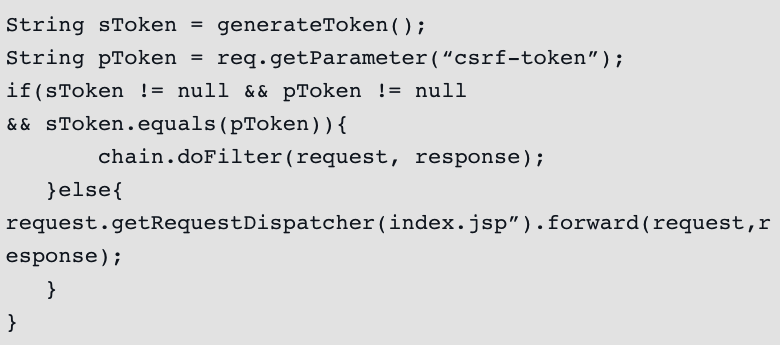 String sToken = generateToken();
String pToken = req.getParameter(“csrf-token”);
if(sToken != null && pToken != null
&& sToken.equals(pToken)){
chain.doFilter(request, response);
}else{
request.getRequestDispatcher(index.jsp”).forward(request,r
esponse);
}
}